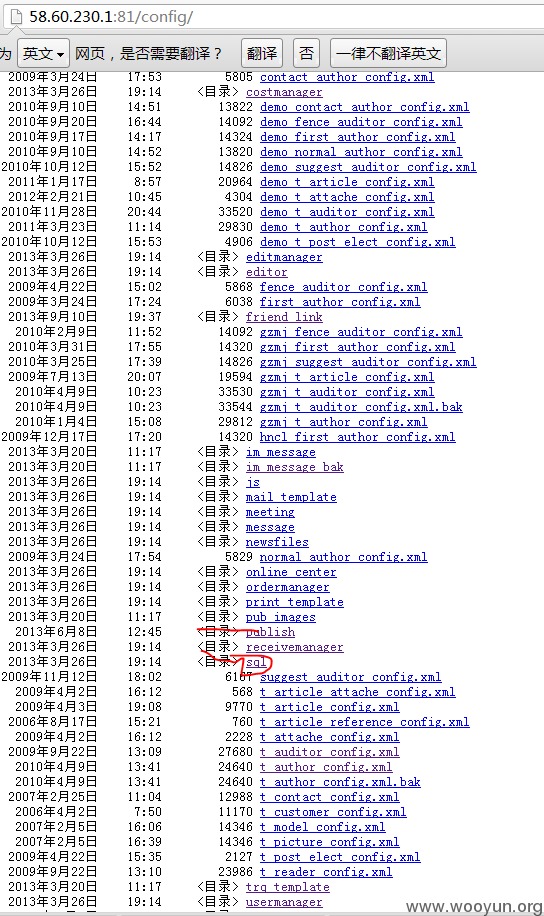 58.60.230.1:81/config/
为 英文 网页，是否需要翻译？ 翻译 否 一律不翻译英文
2009年3月24日 17:53 5805 contact_author_config.xml
2013年3月26日 19:14 <目录> costmanager
2010年9月10日 14:51 13822 demo_contact_author_config.xml
2010年9月20日 16:44 14092 demo_fence_auditor_config.xml
2010年9月17日 14:17 14324 demo_first_author_config.xml
2010年9月10日 14:52 13820 demo_normal_author_config.xml
2010年10月12日 15:52 14826 demo_suggest_auditor_config.xml
2011年1月17日 8:57 20964 demo_t_article_config.xml
2012年2月21日 10:45 4304 demo_t_attache_config.xml
2010年11月28日 20:44 33520 demo_t_auditor_config.xml
2011年3月23日 11:14 29830 demo_t_author_config.xml
2010年10月12日 15:53 4906 demo_t_post_elect_config.xml
2013年3月26日 19:14 <目录> editmanager
2013年3月26日 19:14 <目录> editor
2009年4月22日 15:02 5868 fence_auditor_config.xml
2009年3月24日 17:24 6038 first_author_config.xml
2013年9月10日 19:37 <目录> friend_link
2010年2月9日 11:52 14092 gzmj_fence_auditor_config.xml
2010年3月31日 17:55 14320 gzmj_first_author_config.xml
2010年3月25日 17:39 14826 gzmj_suggest_auditor_config.xml
2009年7月13日 20:07 19594 gzmj_t_article_config.xml
2010年4月9日 10:23 33530 gzmj_t_auditor_config.xml
2010年4月9日 10:23 33544 gzmj_t_auditor_config.xml.bak
2010年1月4日 15:08 29812 gzmj_t_author_config.xml
2009年12月17日 17:20 14320 hncl_first_author_config.xml
2013年3月20日 11:17 <目录> im_message
2013年3月20日 11:17 <目录> im_message_bak
2013年3月26日 19:14 <目录> js
2013年3月26日 19:14 <目录> mail_template
2013年3月26日 19:14 <目录> meeting
2013年3月26日 19:14 <目录> message
2013年3月26日 19:14 <目录> newsfiles
2009年3月24日 17:54 5829 normal_author_config.xml
2013年3月26日 19:14 <目录> online_center
2013年3月26日 19:14 <目录> ordermanager
2013年3月26日 19:14 <目录> print_template
2013年3月20日 11:17 <目录> pub_images
2013年6月8日 12:45 <目录> publish
2013年3月26日 19:14 <目录> receivemanager
2013年3月26日 19:14 <目录> sql
2009年11月12日 18:02 6167 suggest_auditor_config.xml
2009年4月2日 16:12 568 t_article_attache_config.xml
2009年4月3日 19:08 9770 t_article_config.xml
2006年8月17日 15:21 760 t_article_reference_config.xml
2009年4月2日 16:12 2228 t_attache_config.xml
2009年9月22日 13:09 27680 t_auditor_config.xml
2010年4月9日 13:41 24640 t_author_config.xml
2010年4月9日 13:41 24640 t_author_config.xml.bak
2007年2月25日 11:04 12988 t_contact_config.xml
2006年4月2日 7:50 11170 t_customer_config.xml
2007年2月5日 16:06 14346 t_model_config.xml
2007年2月5日 16:39 14346 t_picture_config.xml
2009年4月22日 15:35 2127 t_post_elect_config.xml
2009年9月22日 13:10 23986 t_reader_config.xml
2013年3月20日 11:17 <目录> trq_template
2013年3月26日 19:14 <目录> usermanager
www.wooyun.org